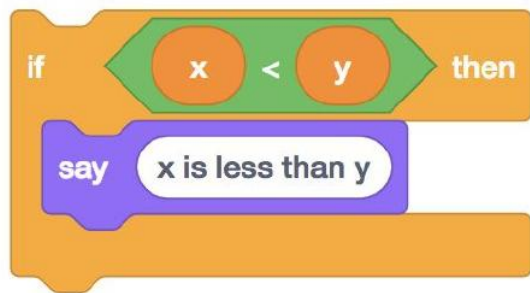 if x < y then
say x is less than y